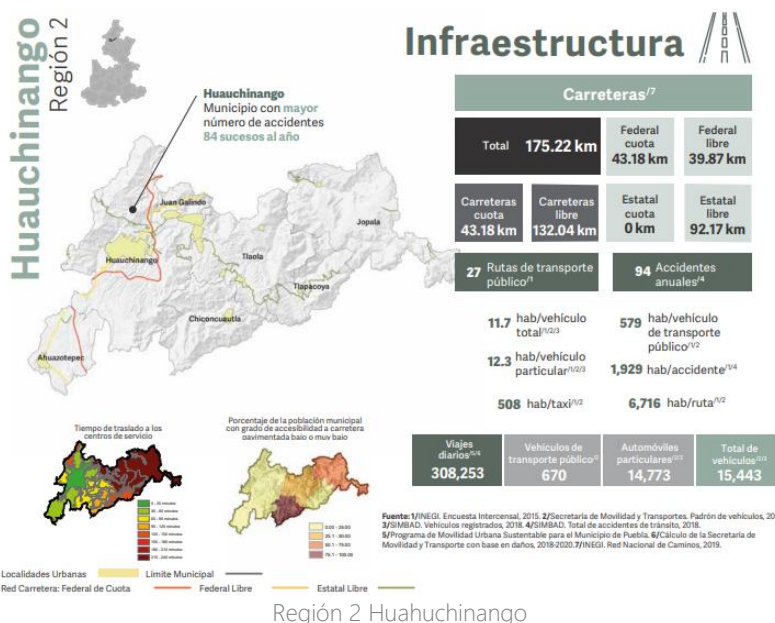 Huauchinango
Región 2
Infraestructura
Huauchinango
Municipio con mayor
número de accidentes
84 sucesos al año
Juan Galindo
Huauchinango
Jopala
Tlaola
Tlapacoya
Chiconcuautla
Ahuazotepec
Carreteras/7
Total 175.22 km
Federal
cuota
43.18 km
Federal
libre
39.87 km
Carreteras
cuota
43.18 km
Carreteras
libre
132.04 km
Estatal
cuota
0 km
Estatal
libre
92.17 km
27 Rutas de transporte
público/1
94 Accidentes
anuales/4
11.7 hab/vehículo
total/1/2/3
579 hab/vehículo
de transporte
público/1/2
12.3 hab/vehículo
particular/1/2/3
1,929 hab/accidente/1/4
508 hab/taxi/1/2
6,716 hab/ruta/1/2
Viajes
diarios/5/6
308,253
Vehículos de
transporte público/2
670
Automóviles
particulares/2/3
14,773
Total de
vehículos/2/3
15,443
Tiempo de traslado a los
centros de servicio
Porcentaje de la población municipal
con grado de accesibilidad a carretera
pavimentada bajo o muy bajo
Fuente: 1/INEGI. Encuesta Intercensal, 2015. 2/Secretaría de Movilidad y Transportes. Padrón de vehículos, 20
3/SIMBAD. Vehículos registrados, 2018. 4/SIMBAD. Total de accidentes de tránsito, 2018.
5/Programa de Movilidad Urbana Sustentable para el Municipio de Puebla. 6/Cálculo de la Secretaría de
Movilidad y Transporte con base en daños, 2018-2020.7/INEGI. Red Nacional de Caminos, 2019.
Localidades Urbanas Límite Municipal
Red Carretera: Federal de Cuota Federal Libre Estatal Libre
Región 2 Huahuchinango